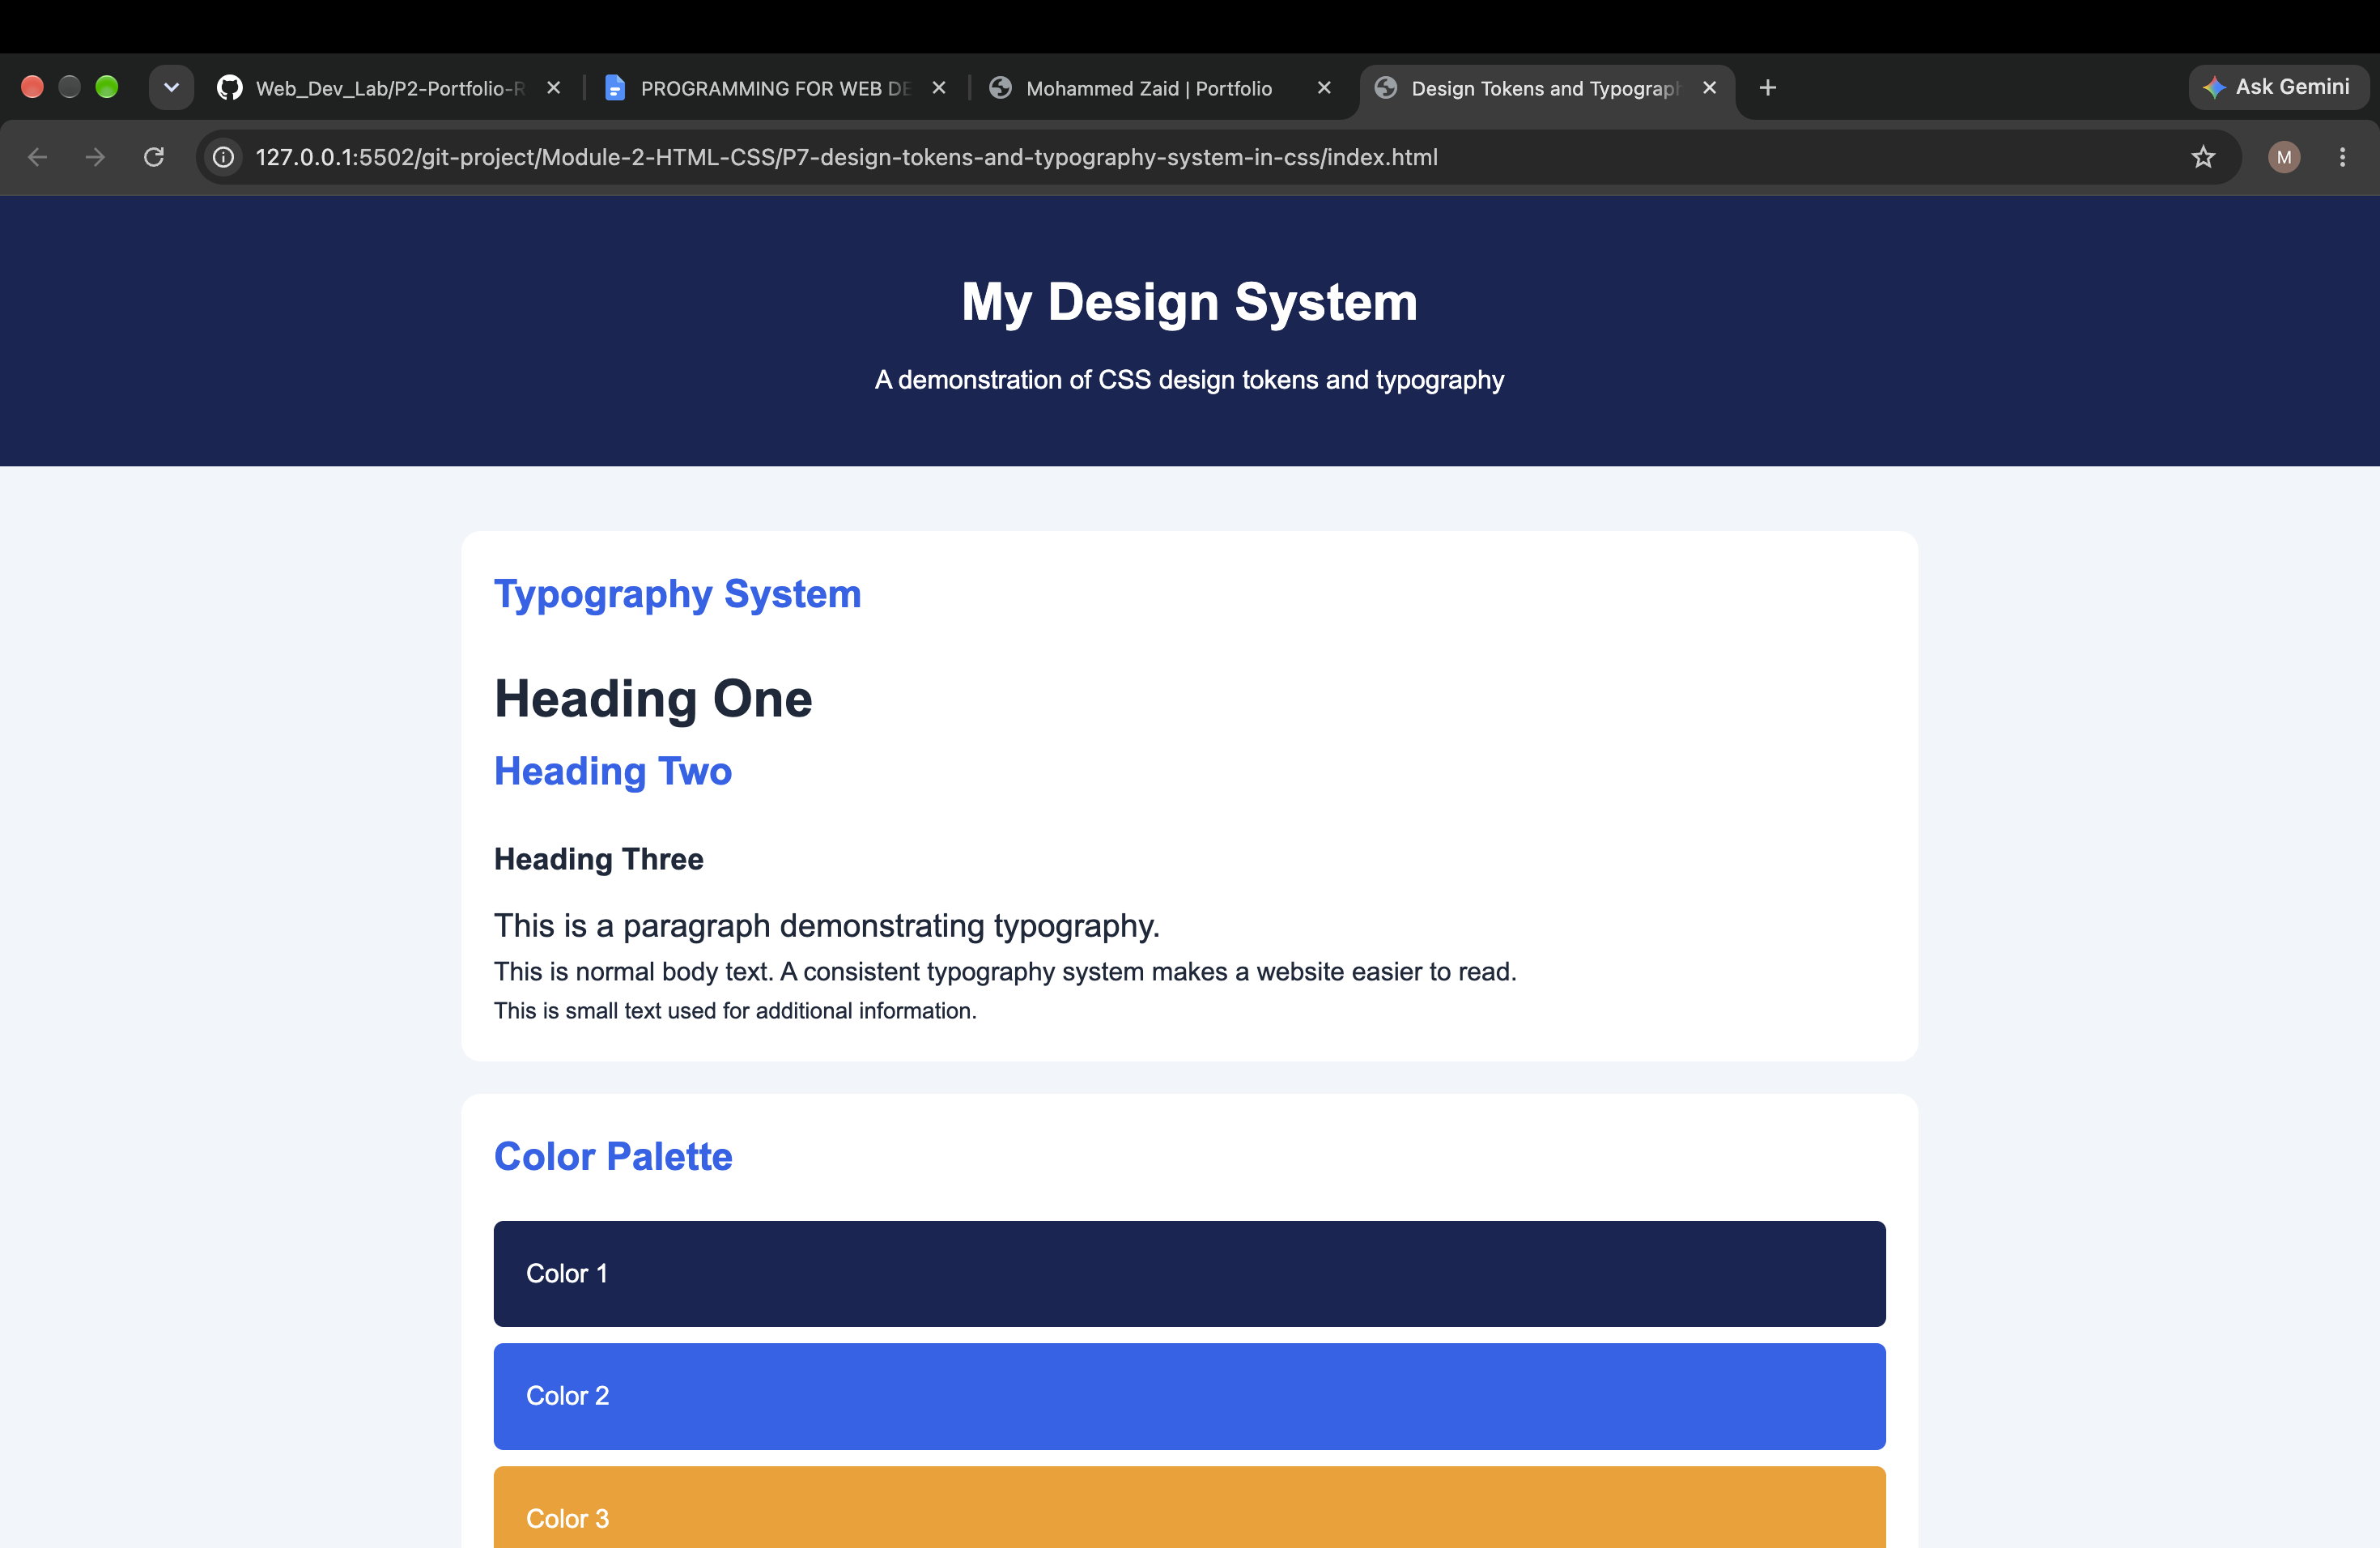 Web_Dev_Lab/P2-Portfolio-R
PROGRAMMING FOR WEB DE
Mohammed Zaid | Portfolio
Design Tokens and Typograph
Ask Gemini
127.0.0.1:5502/git-project/Module-2-HTML-CSS/P7-design-tokens-and-typography-system-in-css/index.html
M
My Design System
A demonstration of CSS design tokens and typography
Typography System
Heading One
Heading Two
Heading Three
This is a paragraph demonstrating typography.
This is normal body text. A consistent typography system makes a website easier to read.
This is small text used for additional information.
Color Palette
Color 1
Color 2
Color 3